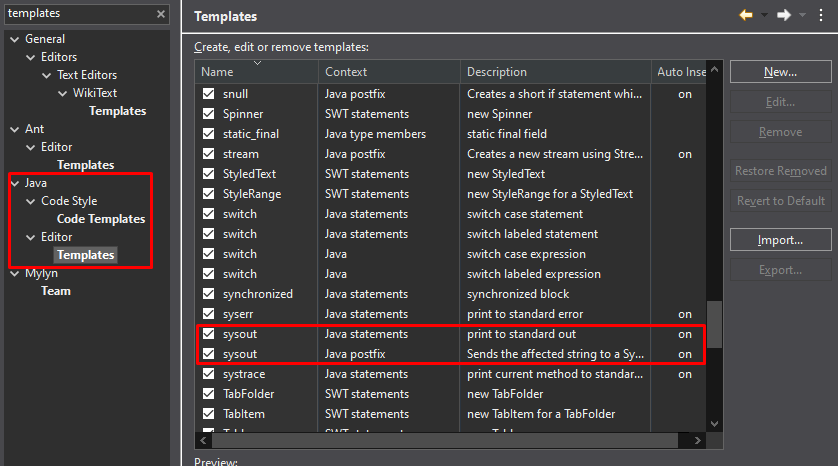 templates
General
Editors
Text Editors
WikiText
Templates
Ant
Editor
Templates
Java
Code Style
Code Templates
Editor
Templates
Mylyn
Team
Templates
Create, edit or remove templates:
Name Context Description Auto Inse
snull Java postfix Creates a short if statement whi... on
Spinner SWT statements new Spinner
static_final Java type members static final field
stream Java postfix Creates a new stream using Stre... on
StyledText SWT statements new StyledText
StyleRange SWT statements new StyleRange for a StyledText
switch Java statements switch case statement
switch Java statements switch labeled statement
switch Java switch case expression
switch Java switch labeled expression
synchronized Java statements synchronized block
syserr Java statements print to standard error on
sysout Java statements print to standard out on
sysout Java postfix Sends the affected string to a Sy... on
systrace Java statements print current method to standar... on
TabFolder SWT statements new TabFolder
TabItem SWT statements new TabItem for a TabFolder
New...
Edit...
Remove
Restore Removed
Revert to Default
Import...
Export...
Preview: